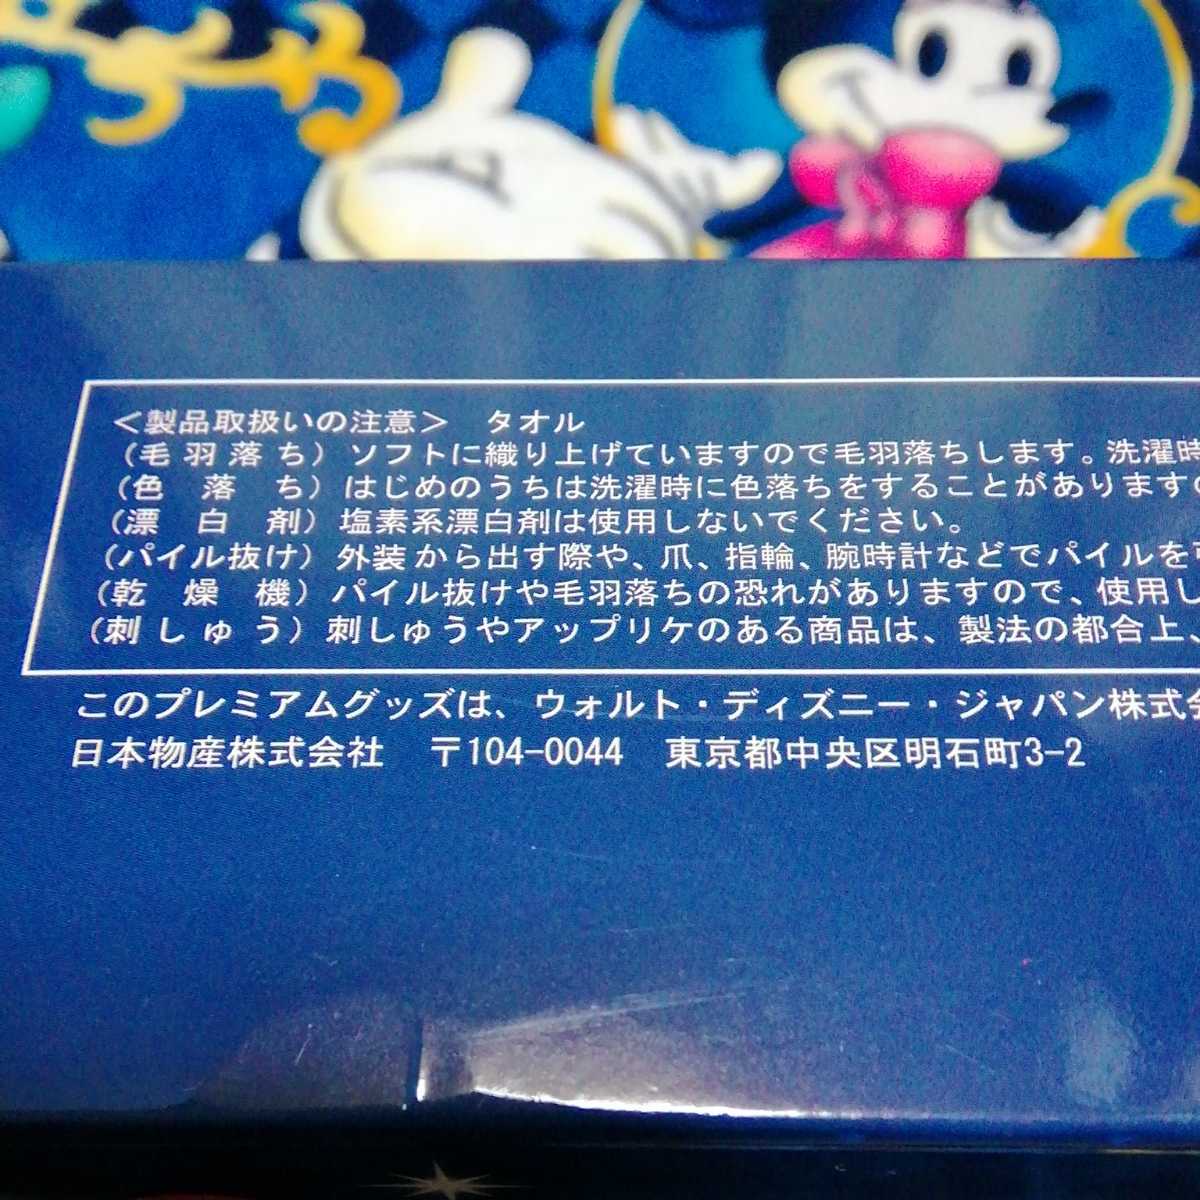 ＜製品取扱いの注意＞　タオル
（毛羽落ち）ソフトに織り上げていますので毛羽落ちします。洗濯時
（色落ち）はじめのうちは洗濯時に色落ちをすることがありますの
（漂白剤）塩素系漂白剤は使用しないでください。
（パイル抜け）外装から出す際や、爪、指輪、腕時計などでパイルを
（乾燥機）パイル抜けや毛羽落ちの恐れがありますので、使用し
（刺しゅう）刺しゅうやアップリケのある商品は、製法の都合上、
このプレミアムグッズは、ウォルト・ディズニー・ジャパン株式会
日本物産株式会社　〒104-0044　東京都中央区明石町3-2